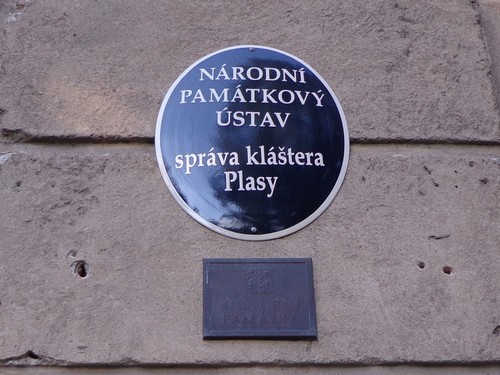 NÁRODNÍ
PAMÁTKOVÝ
ÚSTAV
správa kláštera
Plasy